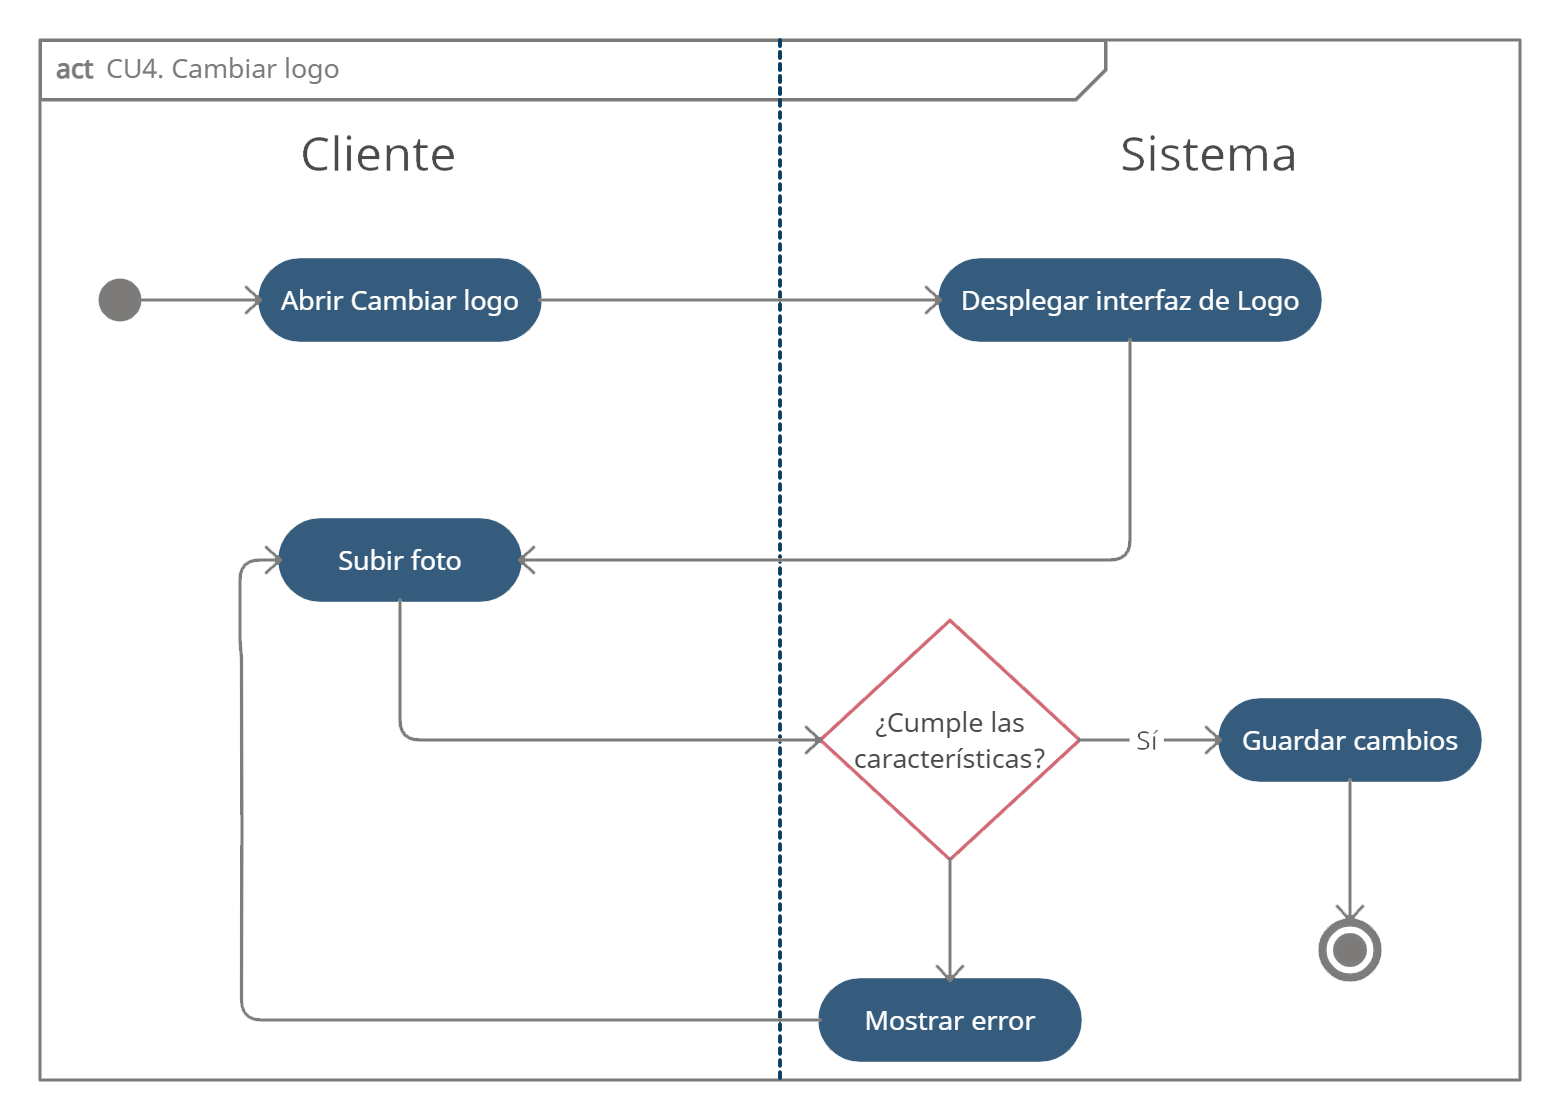 act CU4. Cambiar logo
Cliente
Sistema
Abrir Cambiar logo
Desplegar interfaz de Logo
Subir foto
¿Cumple las
características?
Sí
Guardar cambios
Mostrar error